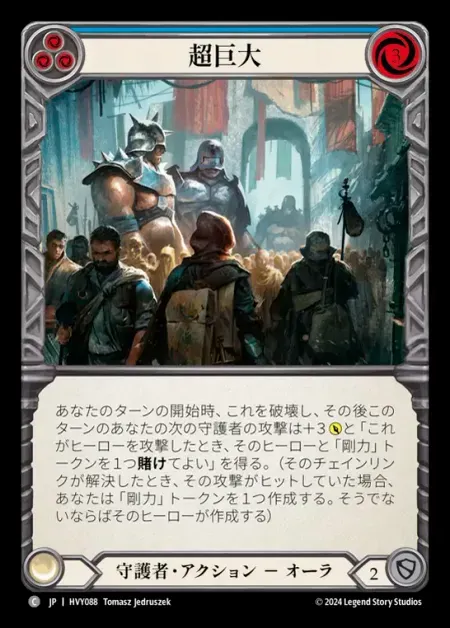 3
超巨大
あなたのターンの開始時、これを破壊し、その後このターンのあなたの次の守護者の攻撃は+3と「これがヒーローを攻撃したとき、そのヒーローと「剛力」トークンを1つ賭けてよい」を得る。（そのチェインリンクが解決したとき、その攻撃がヒットしていた場合、あなたは「剛力」トークンを1つ作成する。そうでないならばそのヒーローが作成する）
守護者・アクション － オーラ
2
C JP | HVY088 Tomasz Jedruszek
© 2024 Legend Story Studios